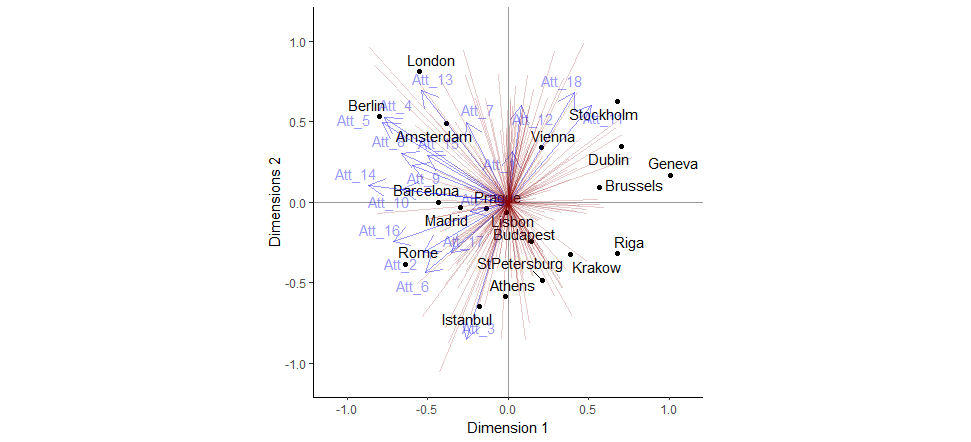 1.0
London
Att_13
Att_18
Berlin
Att_4
Stockholm
0.5
Att_5
Att_7
Att_12
Amsterdam
Vienna
Dublin
Geneva
Att_14
Att_9
Brussels
Barcelona
Prague
0.0
Att_10
Madrid
Lisbon
Att_16
Att_17
Budapest
Riga
Rome
Att_2
StPetersburg
Krakow
-0.5
Att_6
Athens
Istanbul
Att_3
-1.0
-1.0
-0.5
0.0
0.5
1.0
Dimension 1
Dimensions 2